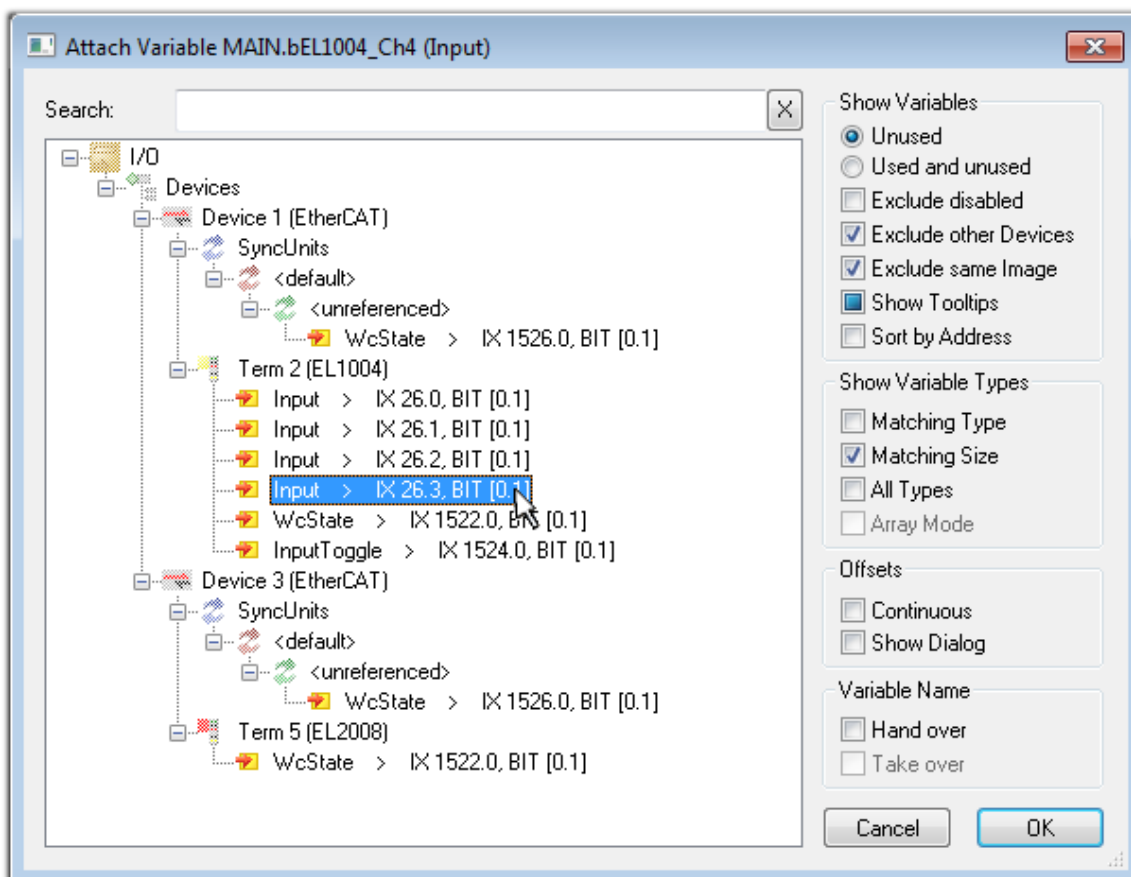 Attach Variable MAIN.bEL1004_Ch4 (Input)
Search:
X
I/O
Devices
Device 1 (EtherCAT)
SyncUnits
<default>
<unreferenced>
WcState > IX 1526.0, BIT [0.1]
Term 2 (EL1004)
Input > IX 26.0, BIT [0.1]
Input > IX 26.1, BIT [0.1]
Input > IX 26.2, BIT [0.1]
Input > IX 26.3, BIT [0.1]
WcState > IX 1522.0, BIT [0.1]
InputToggle > IX 1524.0, BIT [0.1]
Device 3 (EtherCAT)
SyncUnits
<default>
<unreferenced>
WcState > IX 1526.0, BIT [0.1]
Term 5 (EL2008)
WcState > IX 1522.0, BIT [0.1]
Show Variables
Unused
Used and unused
Exclude disabled
Exclude other Devices
Exclude same Image
Show Tooltips
Sort by Address
Show Variable Types
Matching Type
Matching Size
All Types
Array Mode
Offsets
Continuous
Show Dialog
Variable Name
Hand over
Take over
Cancel
OK